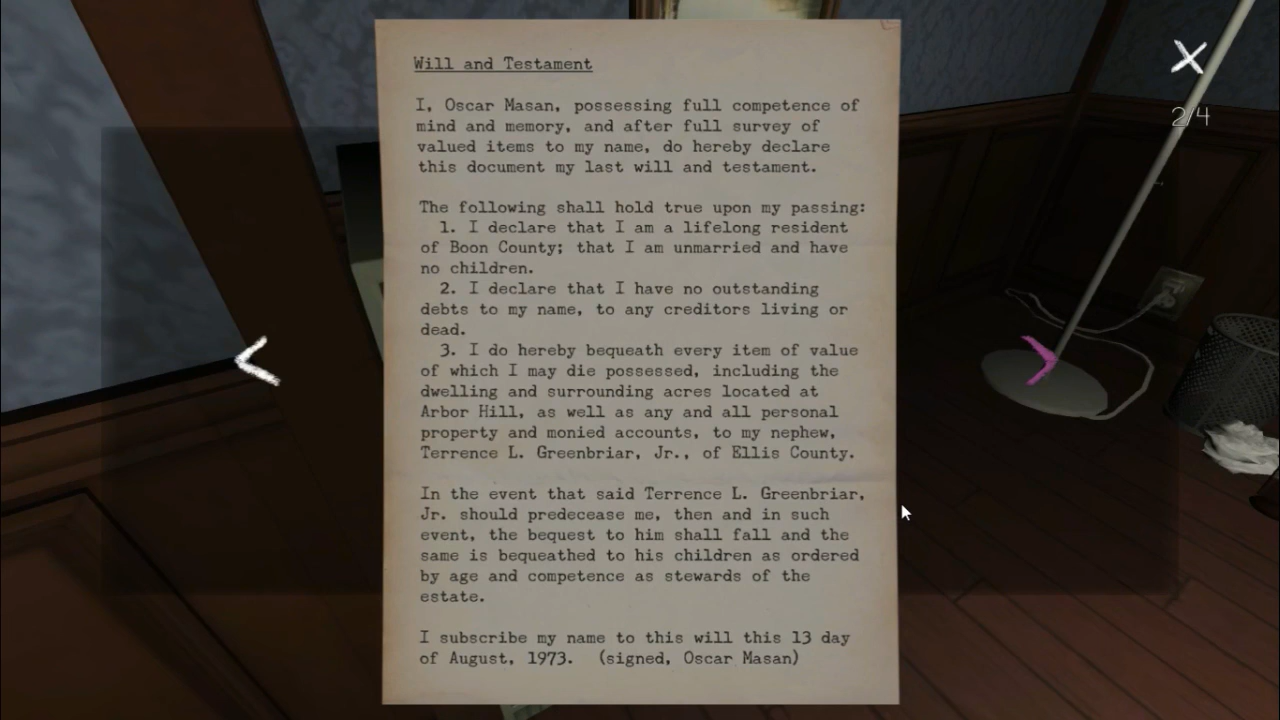 Will and Testament
I, Oscar Masan, possessing full competence of
mind and memory, and after full survey of
valued items to my name, do hereby declare
this document my last will and testament.
The following shall hold true upon my passing:
1. I declare that I am a lifelong resident
of Boon County; that I am unmarried and have
no children.
2. I declare that I have no outstanding
debts to my name, to any creditors living or
dead.
3. I do hereby bequeath every item of value
of which I may die possessed, including the
dwelling and surrounding acres located at
Arbor Hill, as well as any and all personal
property and monied accounts, to my nephew,
Terrence L. Greenbriar, Jr., of Ellis County.
In the event that said Terrence L. Greenbriar,
Jr. should predecease me, then and in such
event, the bequest to him shall fall and the
same is bequeathed to his children as ordered
by age and competence as stewards of the
estate.
I subscribe my name to this will this 13 day
of August, 1973. (signed, Oscar Masan)
2/4